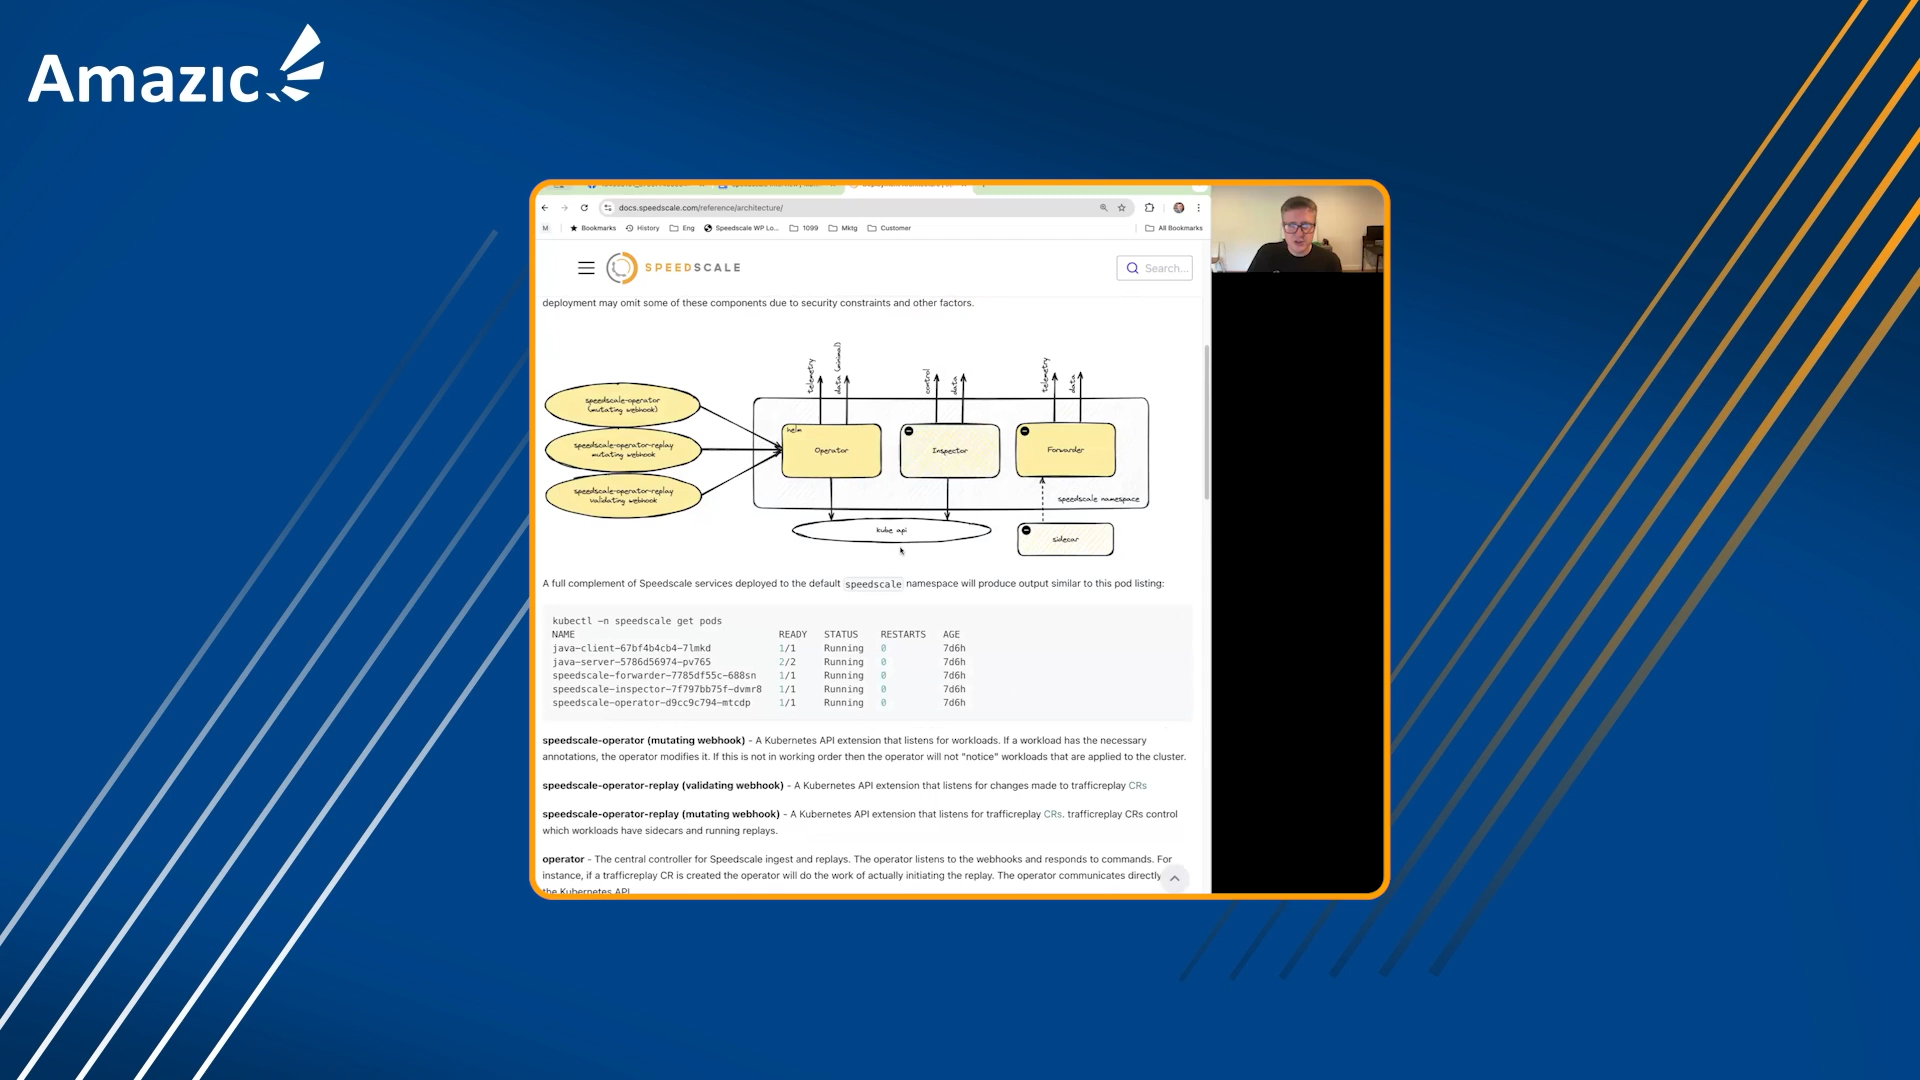 Amazic
docs.speedscale.com/reference/architecture/
M
Bookmarks
History
Eng
Speedscale WP Lo...
1099
Mktg
Customer
All Bookmarks
SPEEDSCALE
Search...
deployment may omit some of these components due to security constraints and other factors.
telemetry
data (minimal)
control
data
telemetry
data
speedscale-operator
(mutating webhook)
speedscale-operator-replay
mutating webhook
speedscale-operator-replay
validating webhook
helm
Operator
Inspector
Forwarder
speedscale namespace
kube api
sidecar
A full complement of Speedscale services deployed to the default speedscale namespace will produce output similar to this pod listing:
kubectl -n speedscale get pods
NAME READY STATUS RESTARTS AGE
java-client-67bf4b4cb4-7lmkd 1/1 Running 0 7d6h
java-server-5786d56974-pv765 2/2 Running 0 7d6h
speedscale-forwarder-7785df55c-688sn 1/1 Running 0 7d6h
speedscale-inspector-7f797bb75f-dvmr8 1/1 Running 0 7d6h
speedscale-operator-d9cc9c794-mtcdp 1/1 Running 0 7d6h
speedscale-operator (mutating webhook) - A Kubernetes API extension that listens for workloads. If a workload has the necessary
annotations, the operator modifies it. If this is not in working order then the operator will not "notice" workloads that are applied to the cluster.
speedscale-operator-replay (validating webhook) - A Kubernetes API extension that listens for changes made to trafficreplay CRs
speedscale-operator-replay (mutating webhook) - A Kubernetes API extension that listens for trafficreplay CRs. trafficreplay CRs control
which workloads have sidecars and running replays.
operator - The central controller for Speedscale ingest and replays. The operator listens to the webhooks and responds to commands. For
instance, if a trafficreplay CR is created the operator will do the work of actually initiating the replay. The operator communicates directly
the Kubernetes API